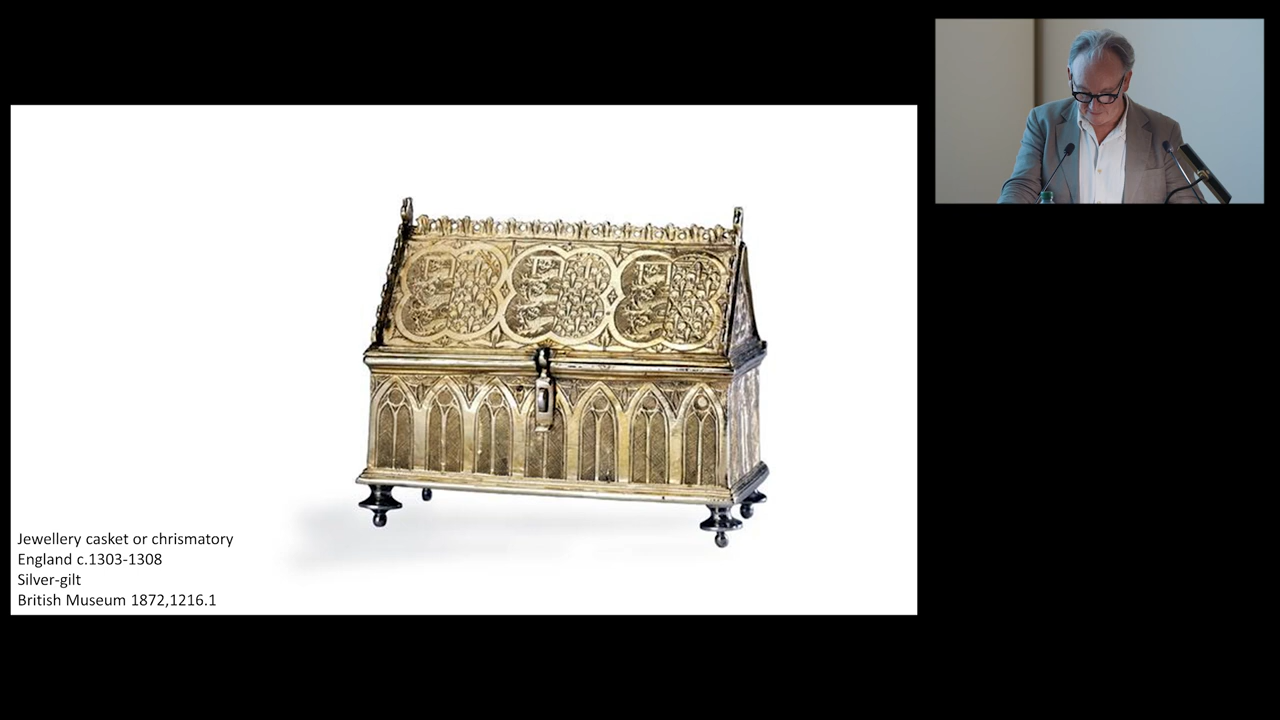 Jewellery casket or chrismatory
England c.1303-1308
Silver-gilt
British Museum 1872,1216.1